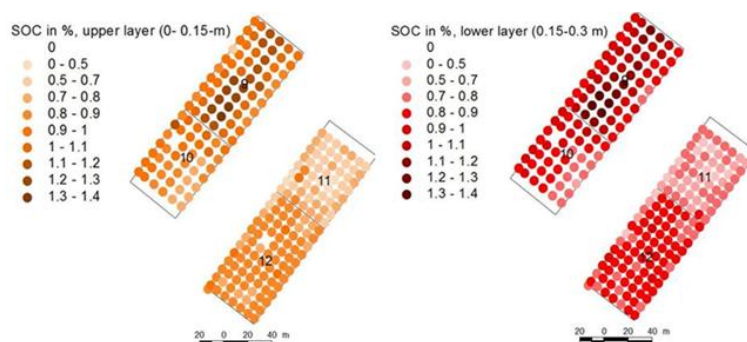 SOC in %, upper layer (0- 0.15-m)
0
0 - 0.5
0.5 - 0.7
0.7 - 0.8
0.8 - 0.9
0.9 - 1
1 - 1.1
1.1 - 1.2
1.2 - 1.3
1.3 - 1.4
9
10
11
12
20 0 20 40 m
SOC in %, lower layer (0.15-0.3 m)
0
0 - 0.5
0.5 - 0.7
0.7 - 0.8
0.8 - 0.9
0.9 - 1
1 - 1.1
1.1 - 1.2
1.2 - 1.3
1.3 - 1.4
9
10
11
12
20 0 20 40 m